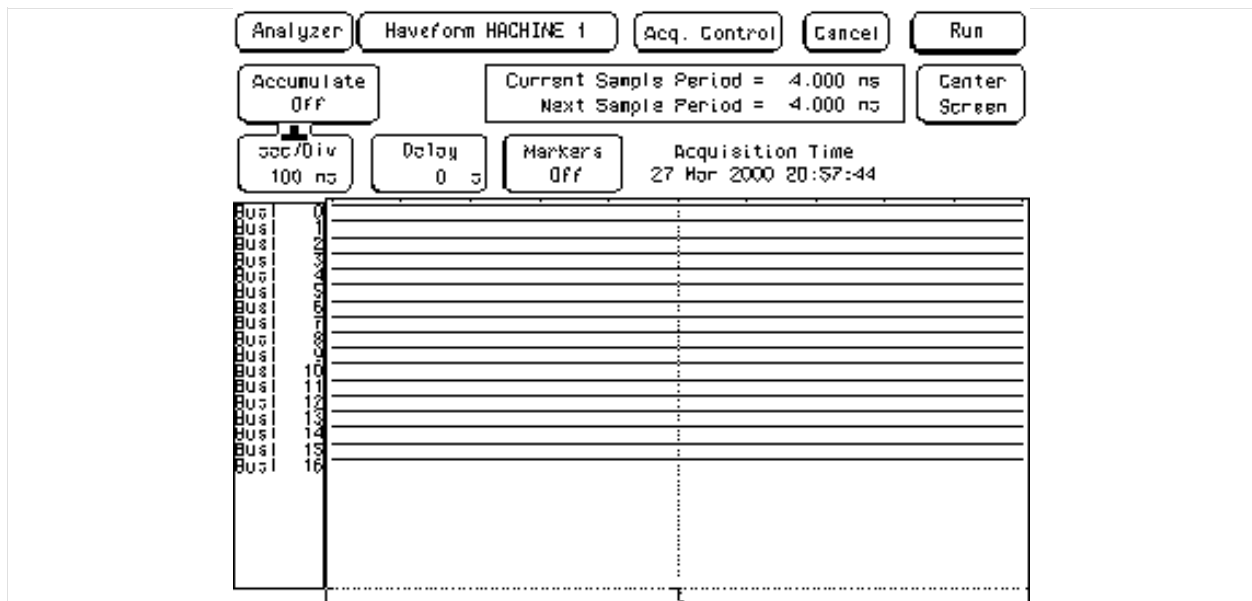 Analyzer Waveform MACHINE 1 Acq. Control Cancel Run
Accumulate
Off
Current Sample Period = 4.000 ns
Next Sample Period = 4.000 ns
Center
Screen
sec/Div
100 ns
Delay
0 s
Markers
Off
Acquisition Time
27 Mar 2000 20:57:44
Bus1 0
Bus1 1
Bus1 2
Bus1 3
Bus1 4
Bus1 5
Bus1 6
Bus1 7
Bus1 8
Bus1 9
Bus1 10
Bus1 11
Bus1 12
Bus1 13
Bus1 14
Bus1 15
Bus1 16